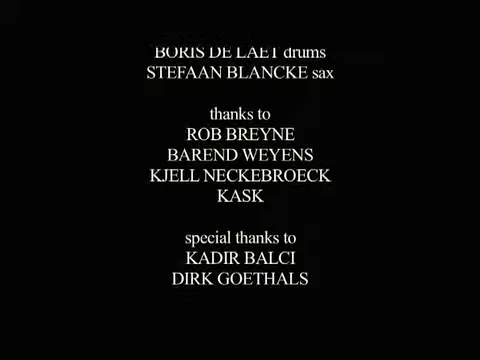 BORIS DE LAET drums
STEFAAN BLANCKE sax
thanks to
ROB BREYNE
BAREND WEYENS
KJELL NECKEBROECK
KASK
special thanks to
KADIR BALCI
DIRK GOETHALS